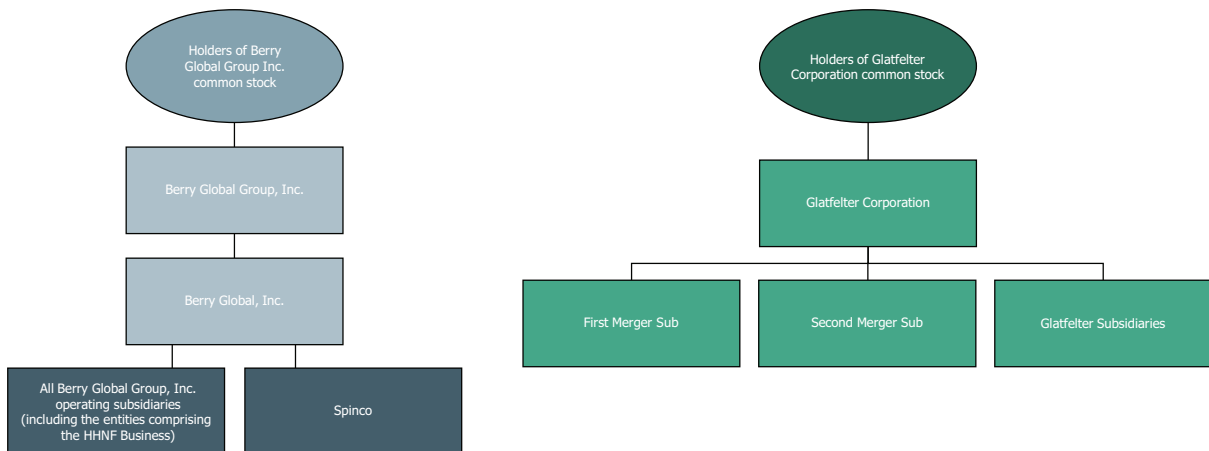 Holders of Berry
Global Group Inc.
common stock
Berry Global Group, Inc.
Berry Global, Inc.
All Berry Global Group, Inc.
operating subsidiaries
(including the entities comprising
the HHNF Business)
Spinco
Holders of Glatfelter
Corporation common stock
Glatfelter Corporation
First Merger Sub
Second Merger Sub
Glatfelter Subsidiaries